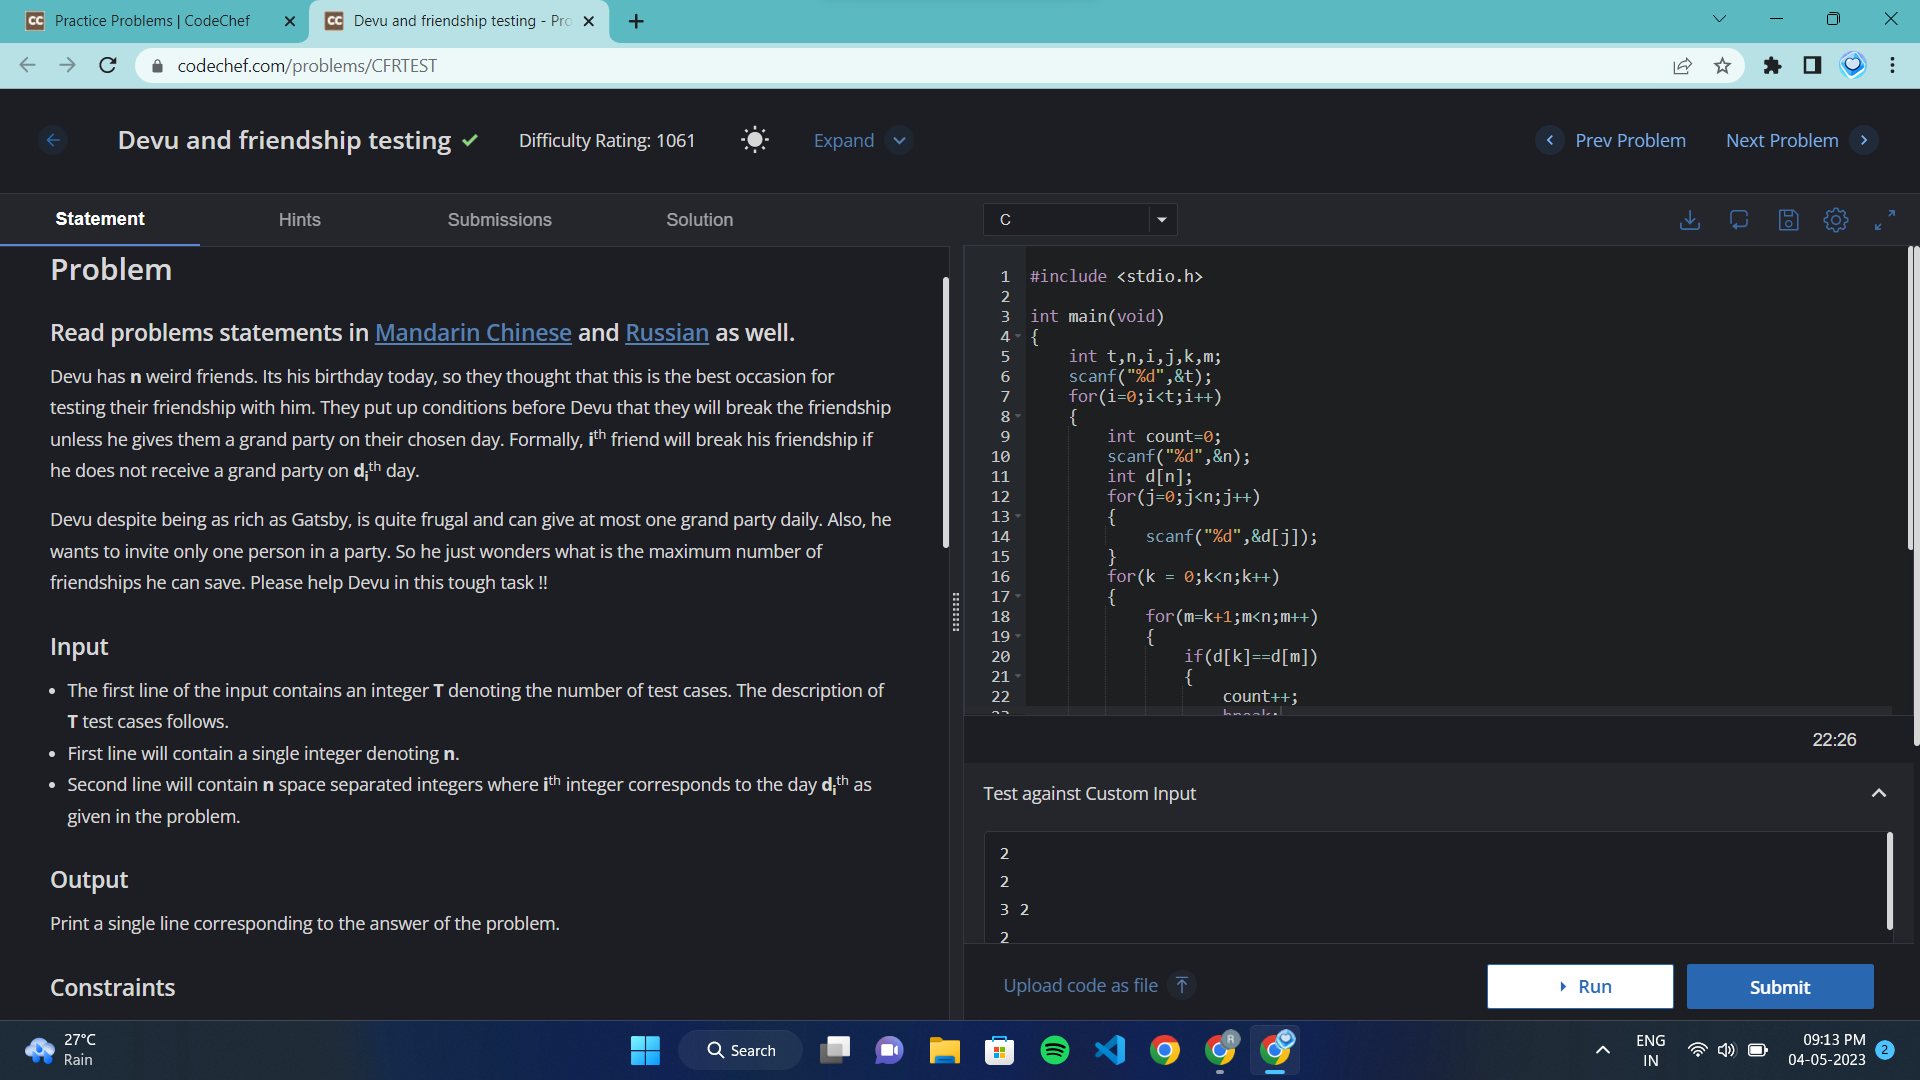 Practice Problems | CodeChef
Devu and friendship testing - Pro
codechef.com/problems/CFRTEST
Devu and friendship testing
Difficulty Rating: 1061
Expand
Prev Problem
Next Problem
Statement
Hints
Submissions
Solution
Problem
Read problems statements in Mandarin Chinese and Russian as well.
Devu has n weird friends. Its his birthday today, so they thought that this is the best occasion for
testing their friendship with him. They put up conditions before Devu that they will break the friendship
unless he gives them a grand party on their chosen day. Formally, ith friend will break his friendship if
he does not receive a grand party on dith day.
Devu despite being as rich as Gatsby, is quite frugal and can give at most one grand party daily. Also, he
wants to invite only one person in a party. So he just wonders what is the maximum number of
friendships he can save. Please help Devu in this tough task !!
Input
• The first line of the input contains an integer T denoting the number of test cases. The description of
T test cases follows.
• First line will contain a single integer denoting n.
• Second line will contain n space separated integers where ith integer corresponds to the day dith as
given in the problem.
Output
Print a single line corresponding to the answer of the problem.
Constraints
C
1 #include <stdio.h>
2
3 int main(void)
4 {
5 int t,n,i,j,k,m;
6 scanf("%d",&t);
7 for(i=0;i<t;i++)
8 {
9 int count=0;
10 scanf("%d",&n);
11 int d[n];
12 for(j=0;j<n;j++)
13 {
14 scanf("%d",&d[j]);
15 }
16 for(k = 0;k<n;k++)
17 {
18 for(m=k+1;m<n;m++)
19 {
20 if(d[k]==d[m])
21 {
22 count++;
23 break;
22:26
Test against Custom Input
2
2
3 2
2
Upload code as file
Run
Submit
27°C
Rain
Search
R
ENG
IN
09:13 PM
04-05-2023
2